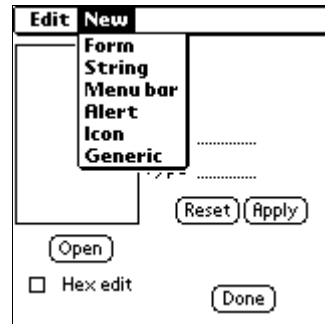 Edit New
Form
String
Menu bar
Alert
Icon
Generic
Reset Apply
Open
Hex edit
Done